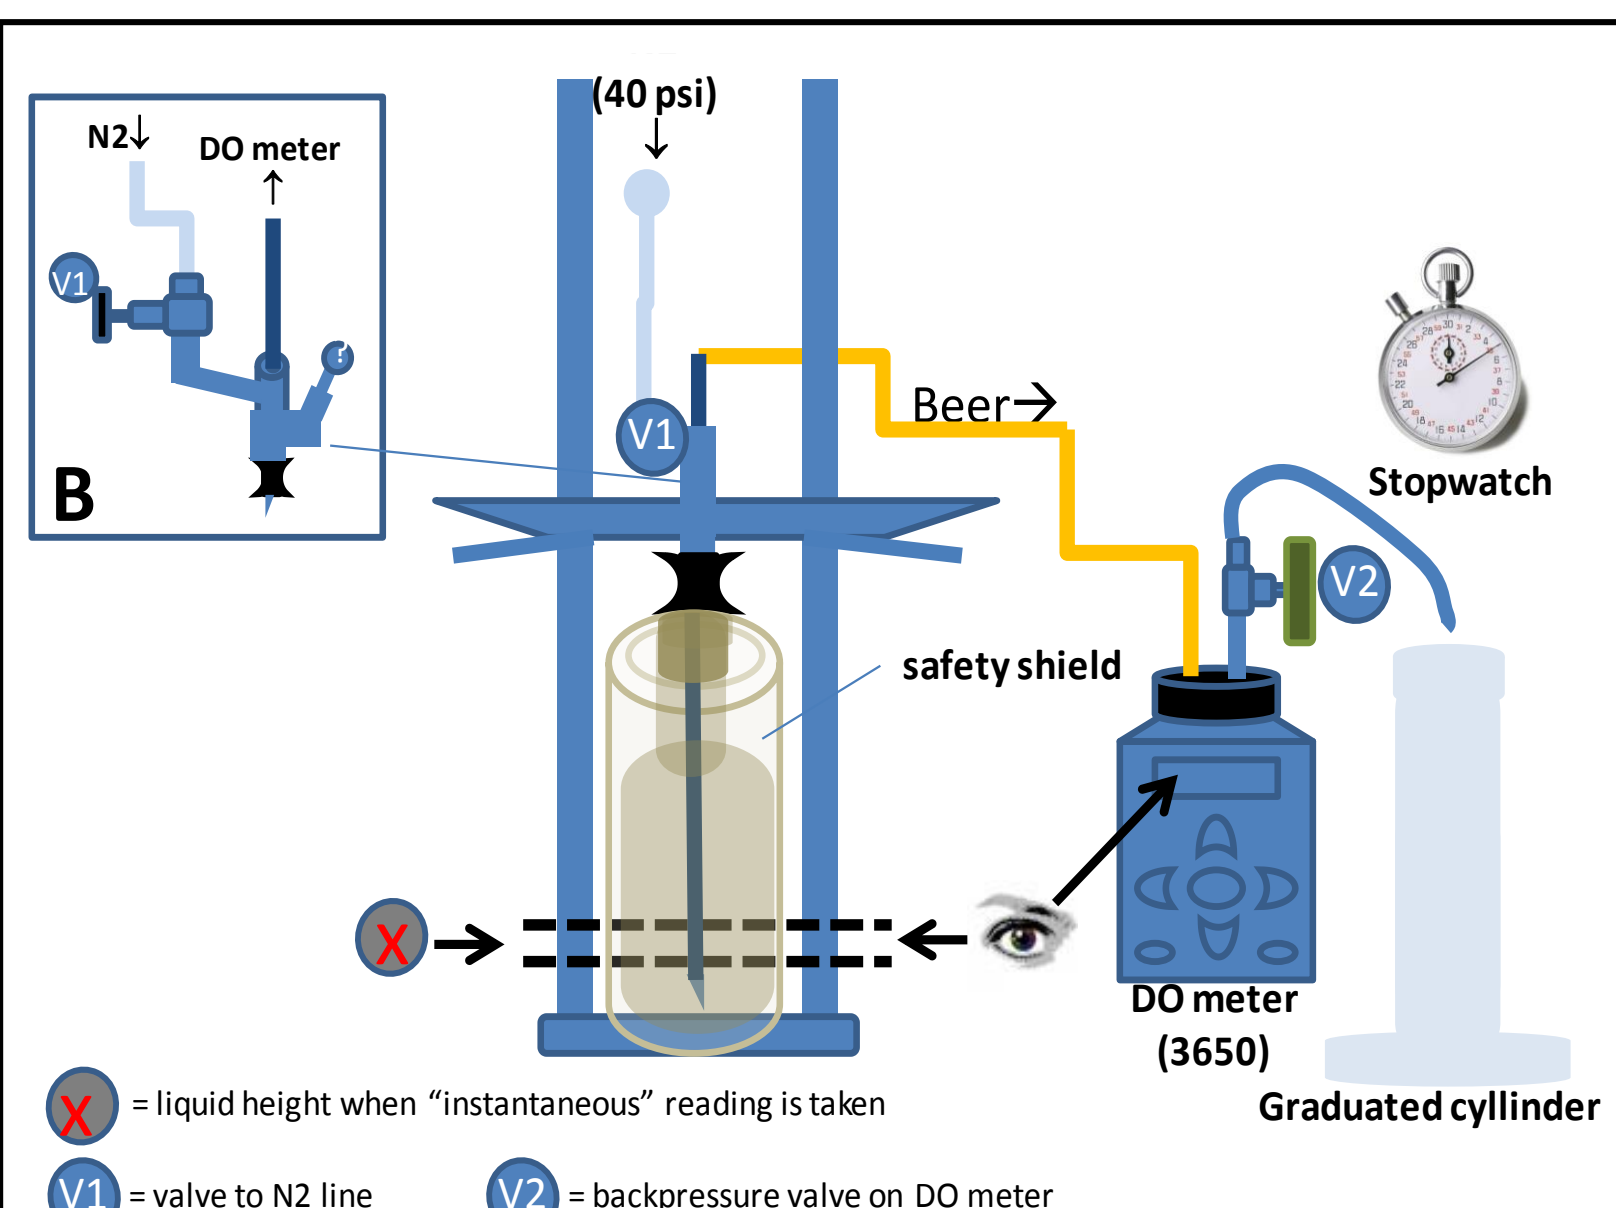 (40 psi)
↓
N2↓
DO meter
↑
V1
?
B
V1
Beer→
Stopwatch
V2
safety shield
X
DO meter
(3650)
Graduated cyllinder
X = liquid height when “instantaneous” reading is taken
V1 = valve to N2 line
V2 = backpressure valve on DO meter